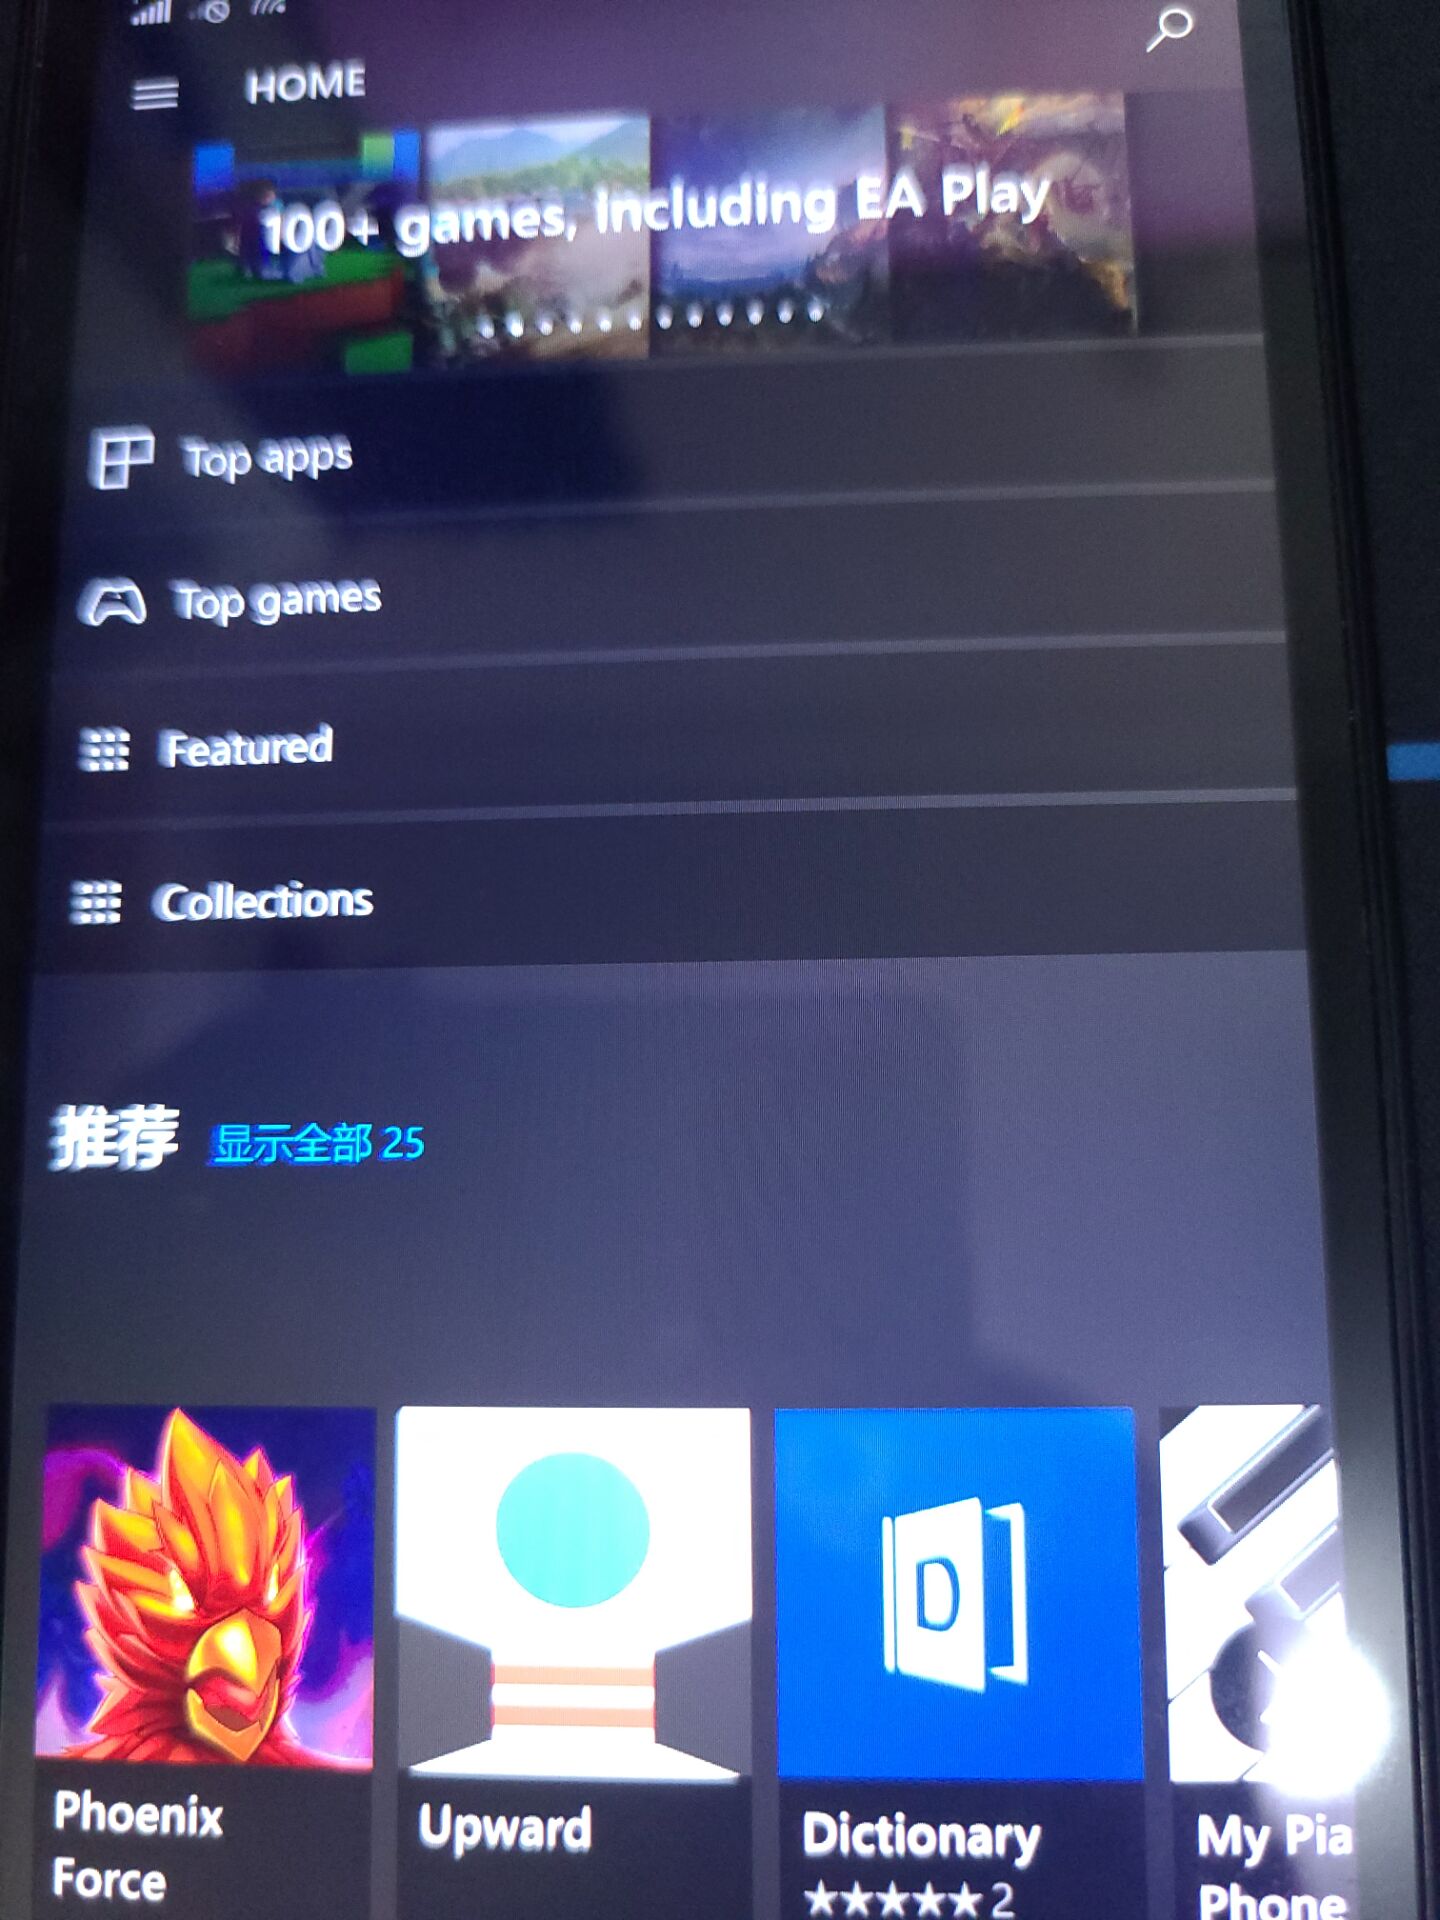 HOME
100+ games, including EA Play
Top apps
Top games
Featured
Collections
推荐 显示全部 25
Phoenix
Force
Upward
D
Dictionary
★★★★★ 2
My Pia
Phone